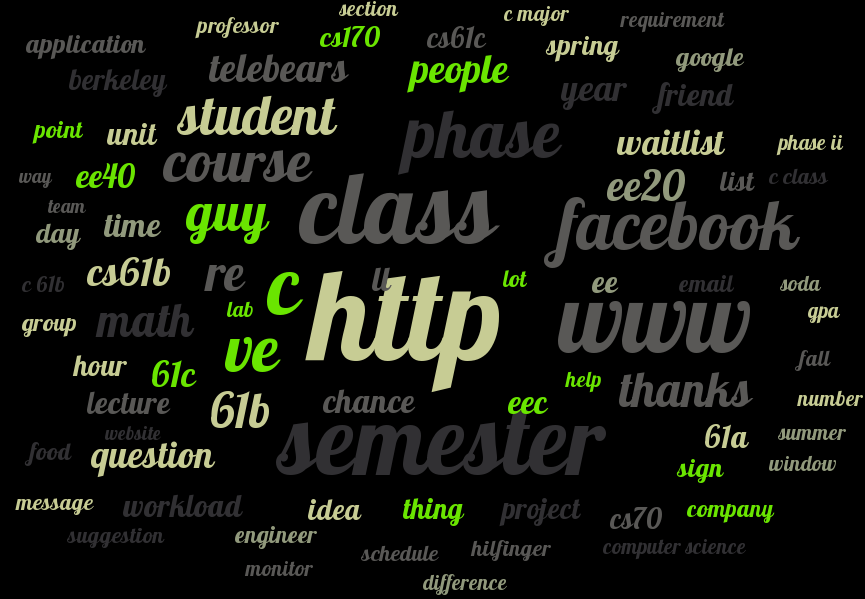 section
c major
professor
requirement
application
cs170
cs61c
spring
google
berkeley
telebears
people
year
friend
student
phase
point
unit
waitlist
phase ii
course
way
ee40
ee20
list
c class
team
guy
class
facebook
day
time
c 61b
cs61b
re
c
ll
http
lot
ee
email
soda
group
math
lab
www
gpa
hour
61c
ve
fall
help
thanks
number
lecture
61b
chance
eec
website
semester
61a
summer
food
question
sign
window
message
workload
idea
thing
project
cs70
company
suggestion
engineer
schedule
hilfinger
computer science
monitor
difference